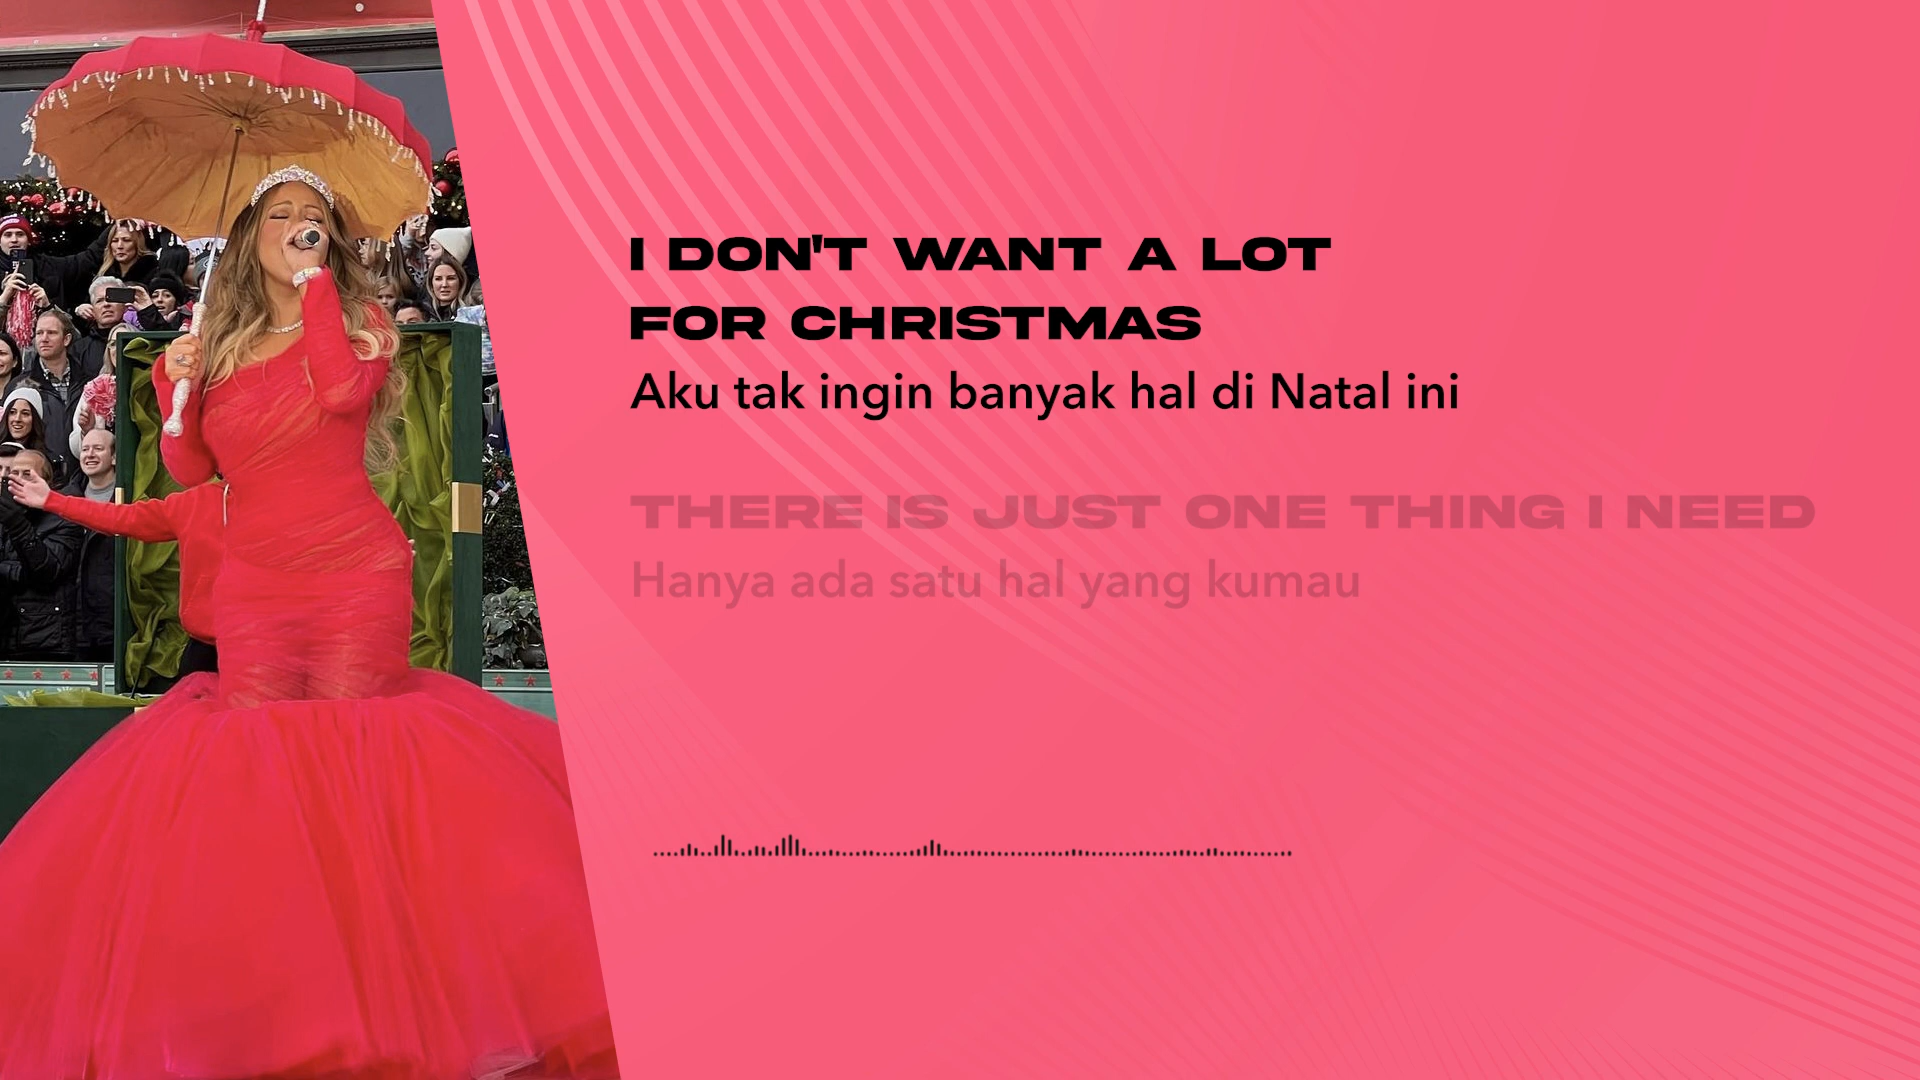 I DON'T WANT A LOT
FOR CHRISTMAS
Aku tak ingin banyak hal di Natal ini
THERE IS JUST ONE THING I NEED
Hanya ada satu hal yang kumau